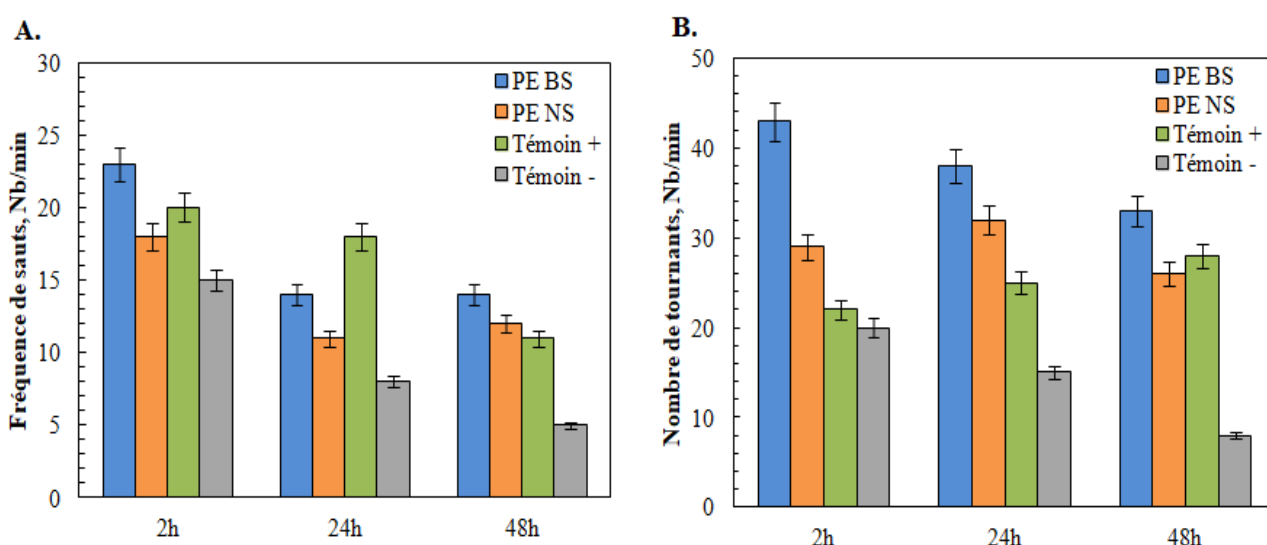 A.
Fréquence de sauts, Nb/min
30
25
20
15
10
5
0
PE BS
PE NS
Témoin +
Témoin -
2h
24h
48h
B.
Nombre de tournants, Nb/min
50
40
30
20
10
0
PE BS
PE NS
Témoin +
Témoin -
2h
24h
48h